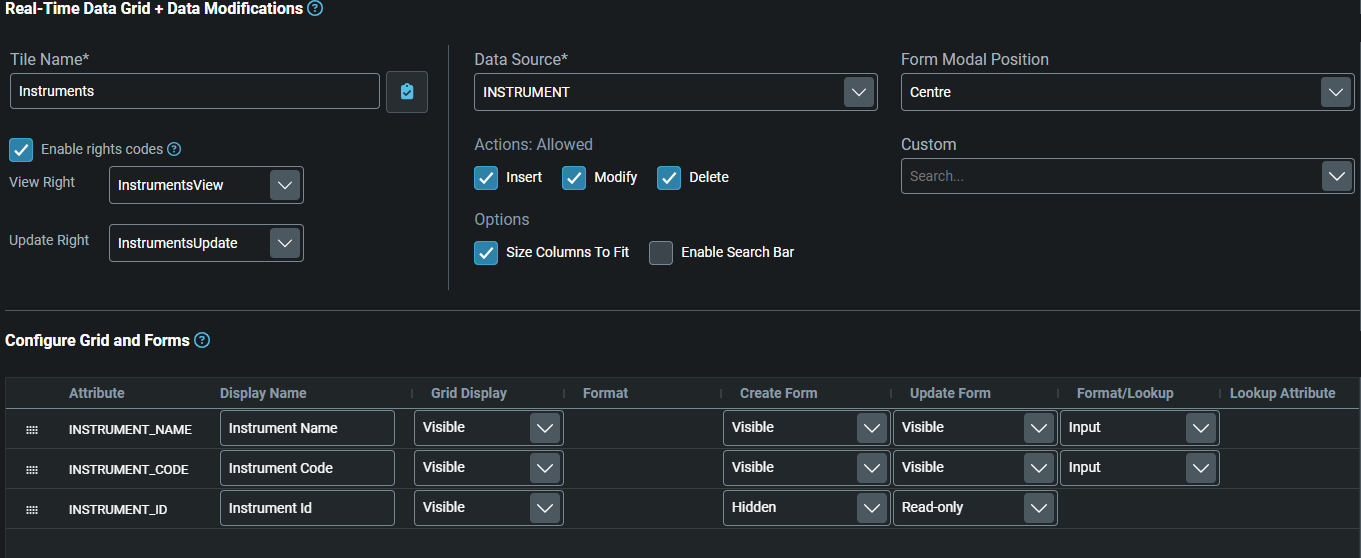 Real-Time Data Grid + Data Modifications ?
Tile Name*
Instruments
Enable rights codes ?
View Right InstrumentsView
Update Right InstrumentsUpdate
Data Source*
INSTRUMENT
Actions: Allowed
Insert Modify Delete
Options
Size Columns To Fit Enable Search Bar
Form Modal Position
Centre
Custom
Search...
Configure Grid and Forms ?
Attribute Display Name Grid Display Format Create Form Update Form Format/Lookup Lookup Attribute
INSTRUMENT_NAME Instrument Name Visible Visible Visible Input
INSTRUMENT_CODE Instrument Code Visible Visible Visible Input
INSTRUMENT_ID Instrument Id Visible Hidden Read-only